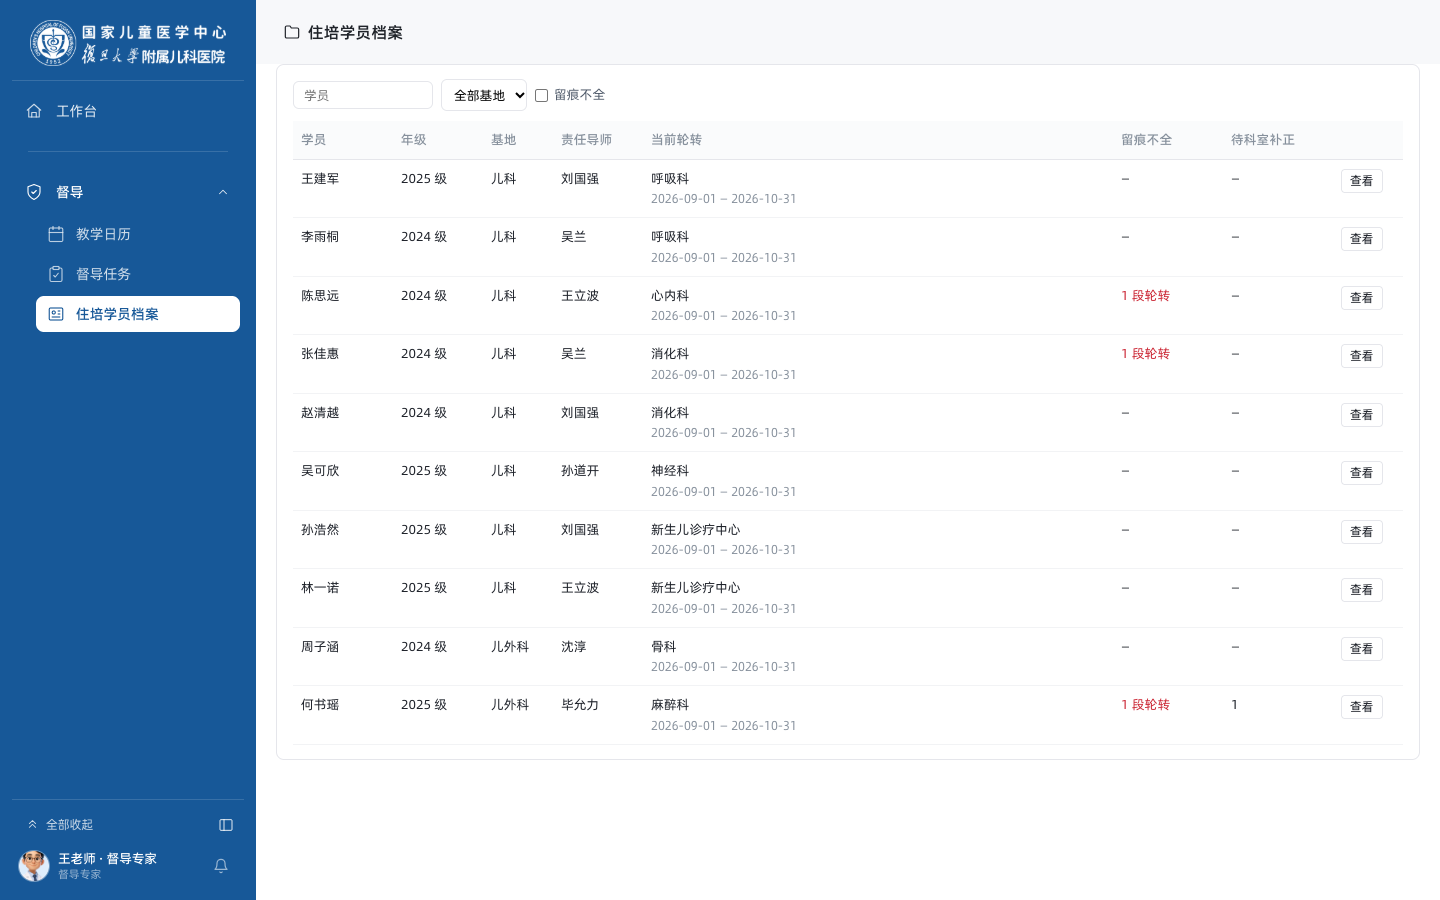 国家儿童医学中心
復旦大学附属儿科医院
1952
工作台
督导
教学日历
督导任务
住培学员档案
全部收起
王老师 · 督导专家
督导专家
住培学员档案
学员 全部基地 留痕不全
学员 年级 基地 责任导师 当前轮转 留痕不全 待科室补正
王建军 2025 级 儿科 刘国强 呼吸科 – – 查看
2026-09-01 – 2026-10-31
李雨桐 2024 级 儿科 吴兰 呼吸科 – – 查看
2026-09-01 – 2026-10-31
陈思远 2024 级 儿科 王立波 心内科 1 段轮转 – 查看
2026-09-01 – 2026-10-31
张佳惠 2024 级 儿科 吴兰 消化科 1 段轮转 – 查看
2026-09-01 – 2026-10-31
赵清越 2024 级 儿科 刘国强 消化科 – – 查看
2026-09-01 – 2026-10-31
吴可欣 2025 级 儿科 孙道开 神经科 – – 查看
2026-09-01 – 2026-10-31
孙浩然 2025 级 儿科 刘国强 新生儿诊疗中心 – – 查看
2026-09-01 – 2026-10-31
林一诺 2025 级 儿科 王立波 新生儿诊疗中心 – – 查看
2026-09-01 – 2026-10-31
周子涵 2024 级 儿外科 沈淳 骨科 – – 查看
2026-09-01 – 2026-10-31
何书瑶 2025 级 儿外科 毕允力 麻醉科 1 段轮转 1 查看
2026-09-01 – 2026-10-31